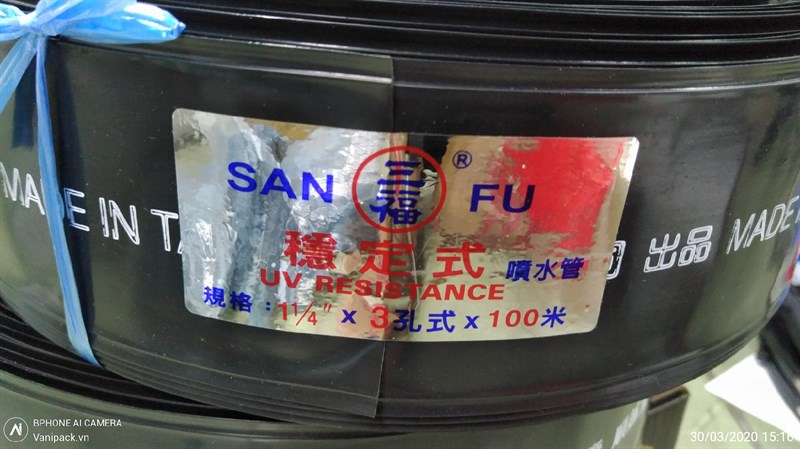 SAN 三福 ® FU
穩定式 噴水管
UV RESISTANCE
規格：1¼" x 3孔式 x 100米
MADE IN TA
出品 MADE
BPHONE AI CAMERA
Vanipack.vn
30/03/2020 15:16